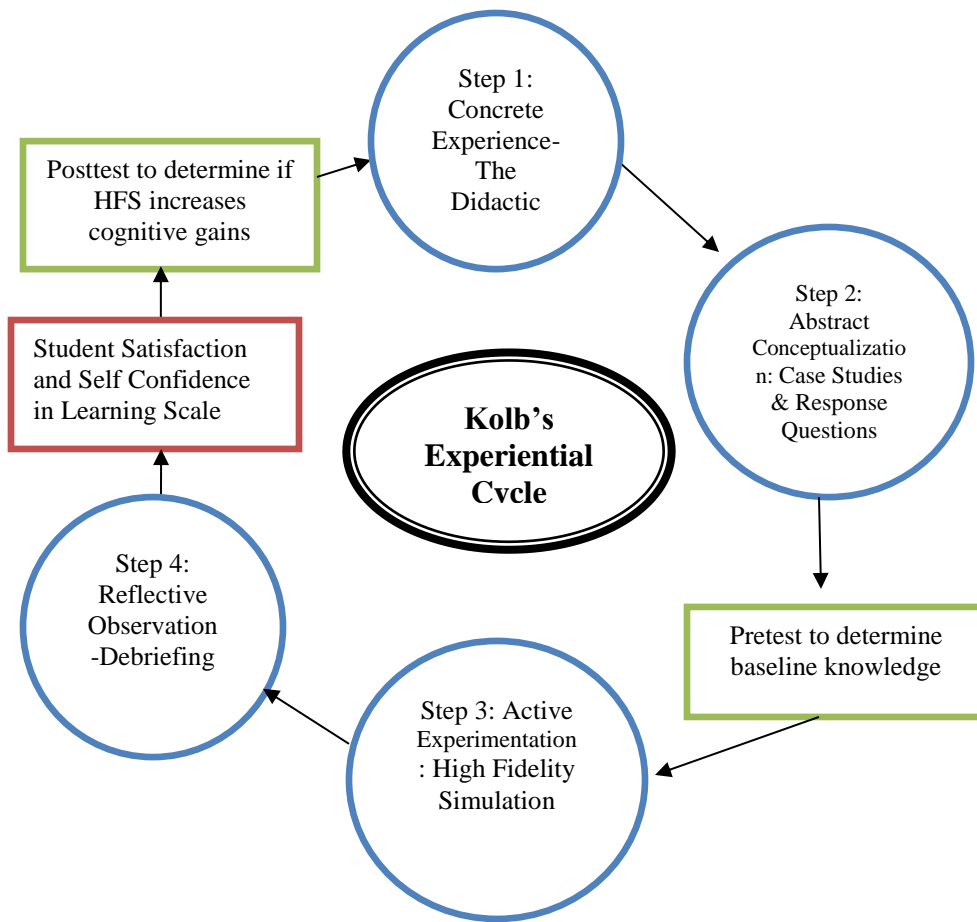 Step 1:
Concrete
Experience-
The
Didactic
Posttest to determine if
HFS increases
cognitive gains
Step 2:
Abstract
Conceptualizatio
n: Case Studies
& Response
Questions
Student Satisfaction
and Self Confidence
in Learning Scale
Kolb's
Experiential
Cvcle
Step 4:
Reflective
Observation
-Debriefing
Pretest to determine
baseline knowledge
Step 3: Active
Experimentation
: High Fidelity
Simulation